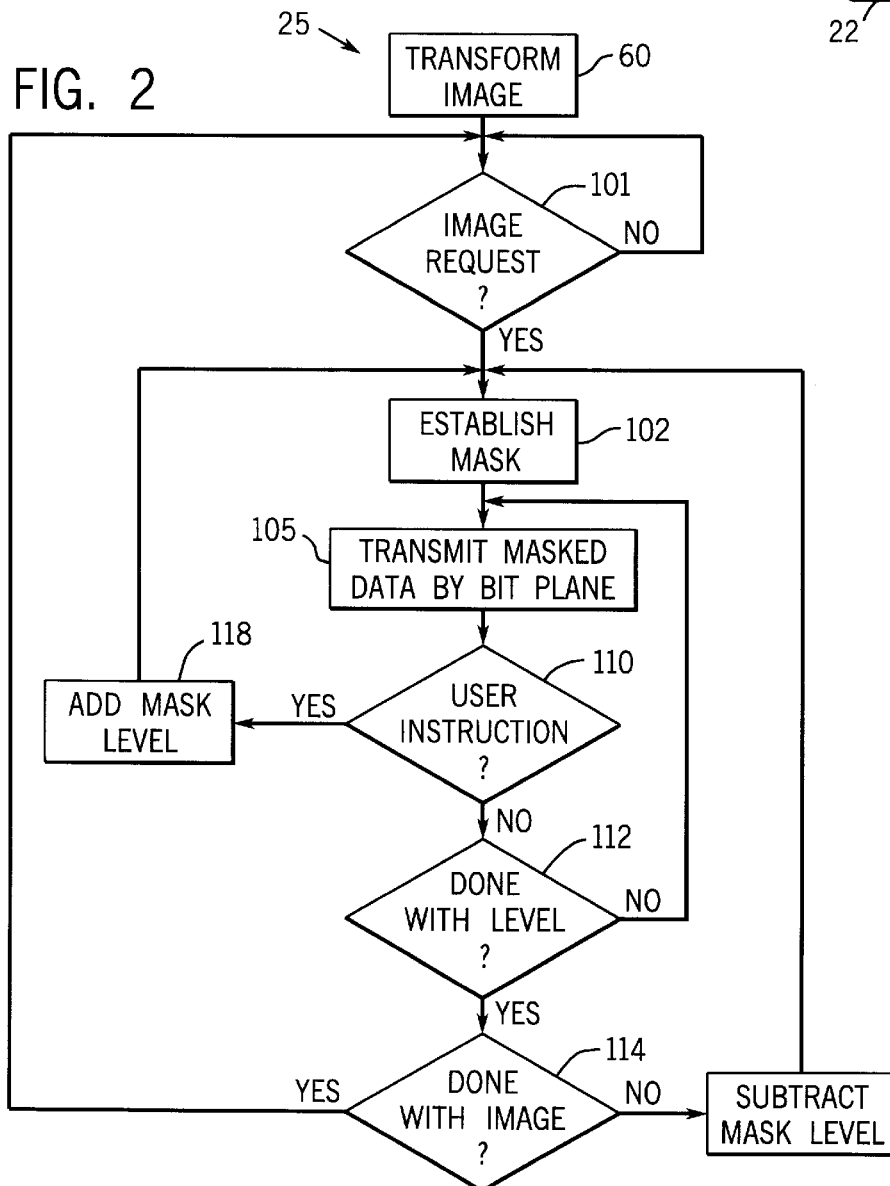 22
25
FIG. 2
TRANSFORM
IMAGE
60
101
IMAGE
REQUEST
?
NO
YES
ESTABLISH
MASK
102
105
TRANSMIT MASKED
DATA BY BIT PLANE
118
110
ADD MASK
LEVEL
YES
USER
INSTRUCTION
?
NO
112
DONE
WITH LEVEL
?
NO
YES
114
YES
DONE
WITH IMAGE
?
NO
SUBTRACT
MASK LEVEL